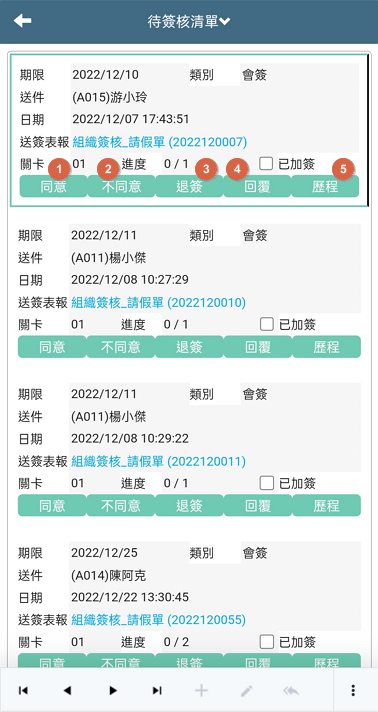 待簽核清單
期限 2022/12/10 類別 會簽
送件 (A015)游小玲
日期 2022/12/07 17:43:51
送簽表報 組織簽核_請假單 (2022120007)
關卡 01 進度 0 / 1 已加簽
1 2 3 4 5
同意 不同意 退簽 回覆 歷程
期限 2022/12/11 類別 會簽
送件 (A011)楊小傑
日期 2022/12/08 10:27:29
送簽表報 組織簽核_請假單 (2022120010)
關卡 01 進度 0 / 1 已加簽
同意 不同意 退簽 回覆 歷程
期限 2022/12/11 類別 會簽
送件 (A011)楊小傑
日期 2022/12/08 10:29:22
送簽表報 組織簽核_請假單 (2022120011)
關卡 01 進度 0 / 1 已加簽
同意 不同意 退簽 回覆 歷程
期限 2022/12/25 類別 會簽
送件 (A014)陳阿克
日期 2022/12/22 13:30:45
送簽表報 組織簽核_請假單 (2022120055)
關卡 01 進度 0 / 2 已加簽
同意 不同意 退簽 回覆 歷程